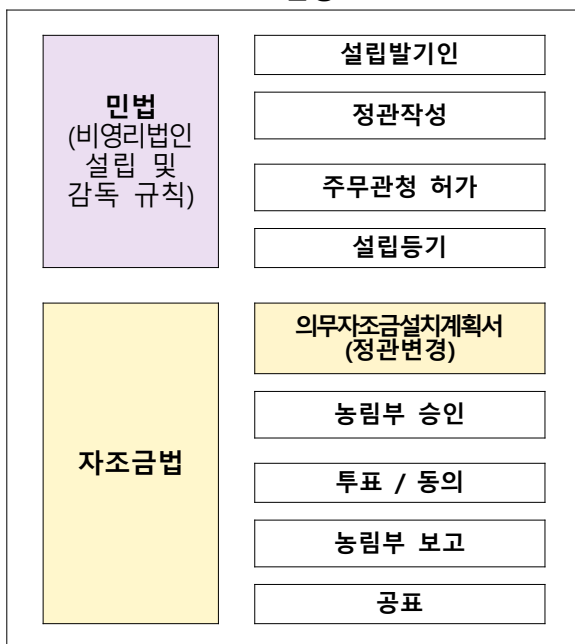 민법
(비영리법인
설립 및
감독 규칙)
설립발기인
정관작성
주무관청 허가
설립등기
자조금법
의무자조금설치계획서
(정관변경)
농림부 승인
투표 / 동의
농림부 보고
공표